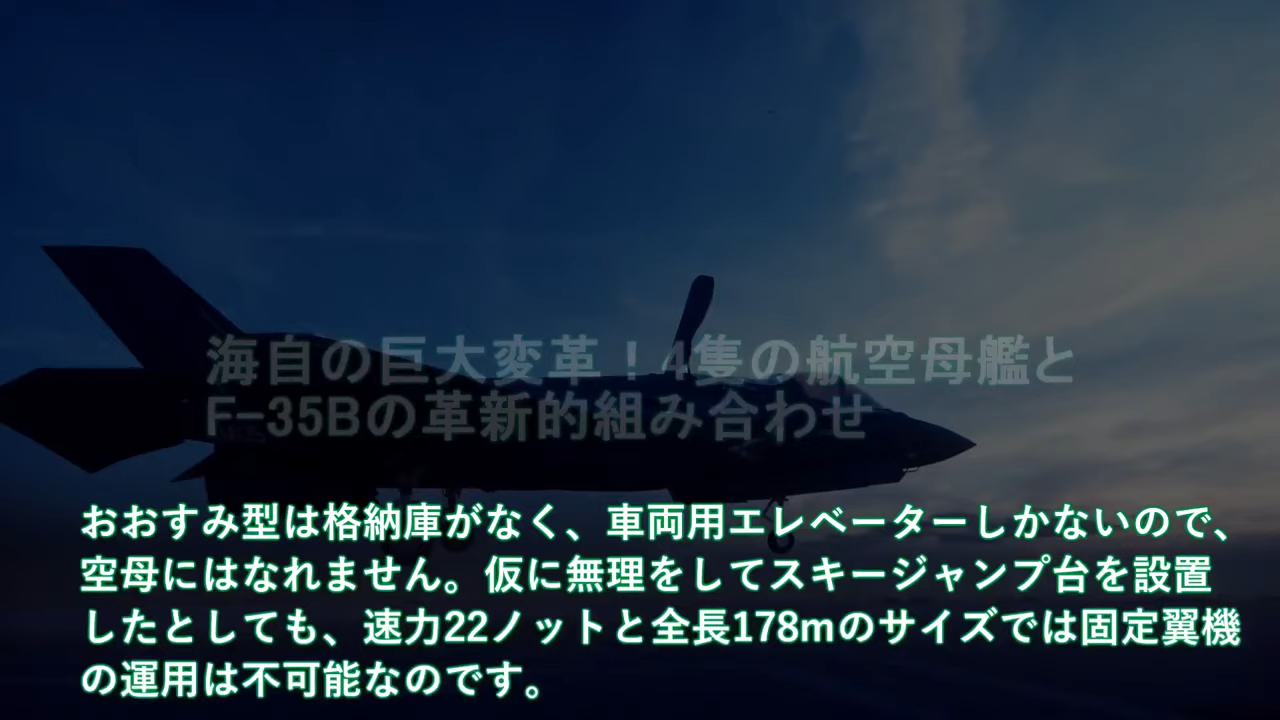 海自の巨大変革！4隻の航空母艦と
F-35Bの革新的組み合わせ
おおすみ型は格納庫がなく、車両用エレベーターしかないので、
空母にはなれません。仮に無理をしてスキージャンプ台を設置
したとしても、速力22ノットと全長178mのサイズでは固定翼機
の運用は不可能なのです。